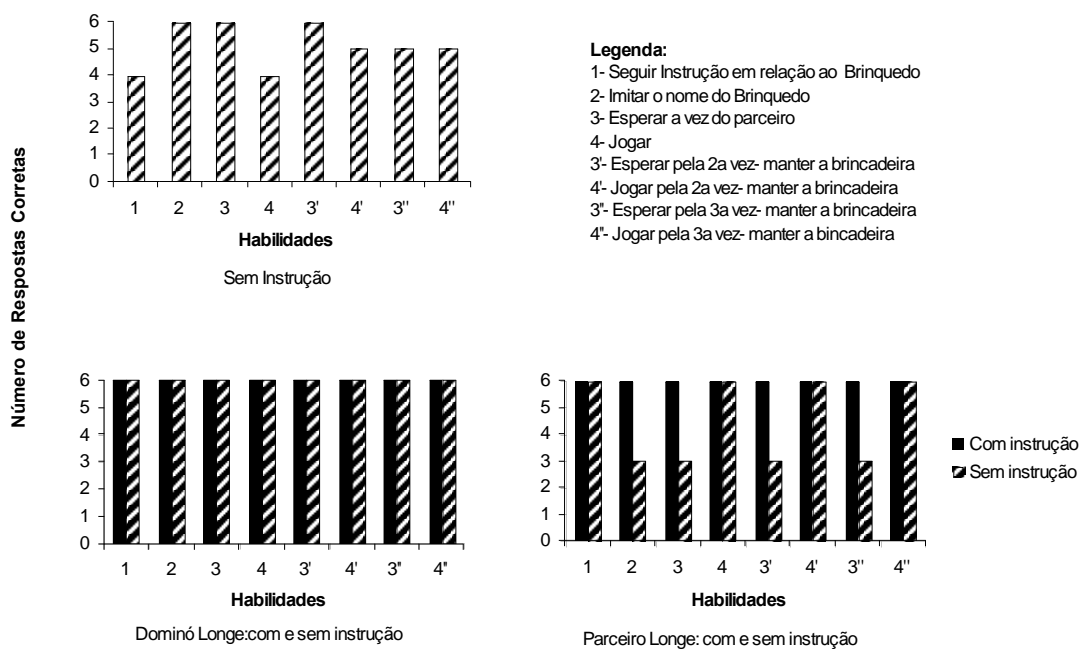 Número de Respostas Corretas
6
5
4
3
2
1
0
1 2 3 4 3' 4' 3'' 4''
Habilidades
Sem Instrução
Legenda:
1- Seguir Instrução em relação ao Brinquedo
2- Imitar o nome do Brinquedo
3- Esperar a vez do parceiro
4- Jogar
3'- Esperar pela 2a vez- manter a brincadeira
4'- Jogar pela 2a vez- manter a brincadeira
3''- Esperar pela 3a vez- manter a brincadeira
4''- Jogar pela 3a vez- manter a bincadeira
6
5
4
3
2
1
0
1 2 3 4 3' 4' 3'' 4''
Habilidades
Dominó Longe:com e sem instrução
6
5
4
3
2
1
0
1 2 3 4 3' 4' 3'' 4''
Habilidades
Parceiro Longe: com e sem instrução
Com instrução
Sem instrução